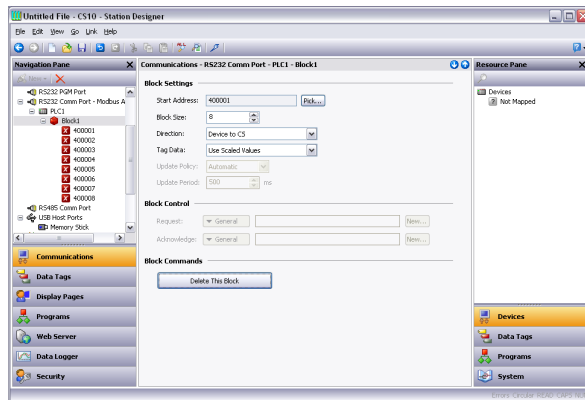 Untitled File - CS10 - Station Designer
File Edit View Go Link Help
Navigation Pane
New
RS232 PGM Port
RS232 Comm Port - Modbus A
PLC1
Block1
400001
400002
400003
400004
400005
400006
400007
400008
RS485 Comm Port
USB Host Ports
Memory Stick
Communications
Data Tags
Display Pages
Programs
Web Server
Data Logger
Security
Communications - RS232 Comm Port - PLC1 - Block1
Block Settings
Start Address: 400001 Pick...
Block Size: 8
Direction: Device to CS
Tag Data: Use Scaled Values
Update Policy: Automatic
Update Period: 500 ms
Block Control
Request: General New...
Acknowledge: General New...
Block Commands
Delete This Block
Resource Pane
Devices
Not Mapped
Devices
Data Tags
Programs
System
Errors Circular READ CAPS